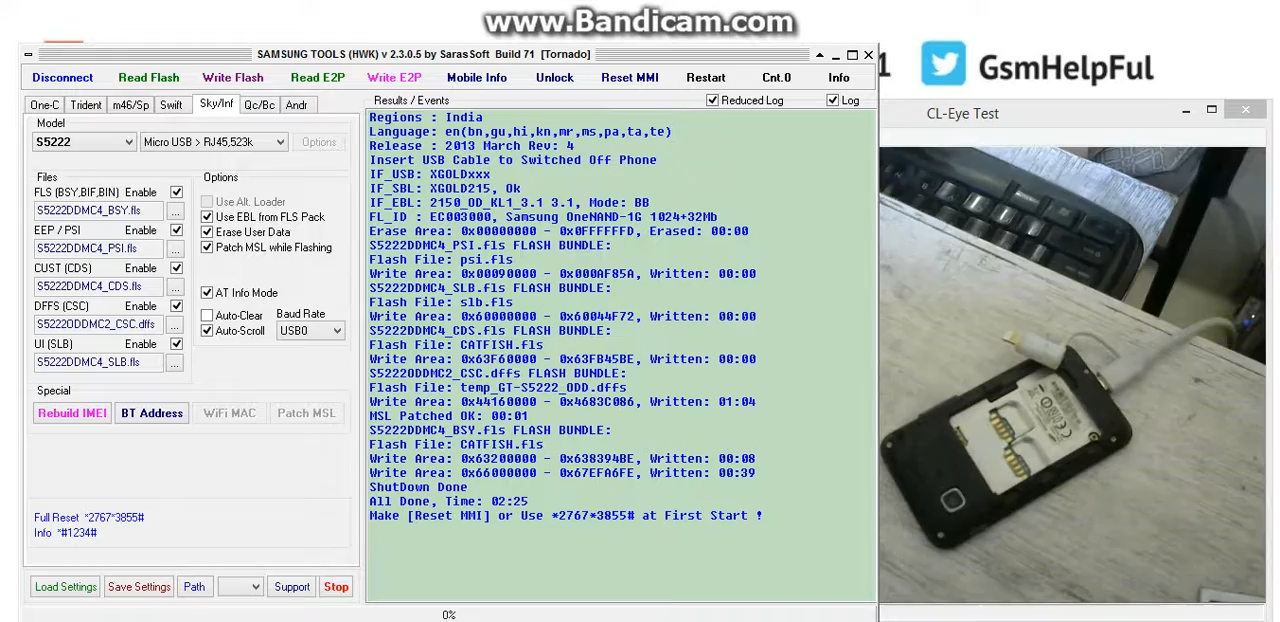 www.Bandicam.com
SAMSUNG TOOLS (HWK) v 2.3.0.5 by SarasSoft Build 71 [Tornado]
1
GsmHelpFul
Disconnect Read Flash Write Flash Read E2P Write E2P Mobile Info Unlock Reset MMI Restart Cnt.0 Info
One-C Trident m46/Sp Swift Sky/Inf Qc/Bc Andr
Results / Events Reduced Log Log
CL-Eye Test
Model
S5222 Micro USB > RJ45,523k Options
Files
FLS (BSY,BIF,BIN) Enable
S5222DDMC4_BSY.fls ...
EEP / PSI Enable
S5222DDMC4_PSI.fls ...
CUST (CDS) Enable
S5222DDMC4_CDS.fls ...
DFFS (CSC) Enable
S5222ODDMC2_CSC.dffs ...
UI (SLB) Enable
S5222DDMC4_SLB.fls ...
Options
Use Alt. Loader
Use EBL from FLS Pack
Erase User Data
Patch MSL while Flashing
AT Info Mode
Auto-Clear Baud Rate
Auto-Scroll USB0
Special
Rebuild IMEI BT Address WiFi MAC Patch MSL
Full Reset *2767*3855#
Info *#1234#
Load Settings Save Settings Path Support Stop
Regions : India
Language: en(bn,gu,hi,kn,mr,ms,pa,ta,te)
Release : 2013 March Rev: 4
Insert USB Cable to Switched Off Phone
IF_USB: XGOLDxxx
IF_SBL: XGOLD215, Ok
IF_EBL: 2150_OD_KL1_3.1 3.1, Mode: BB
FL_ID : EC003000, Samsung OneNAND-1G 1024+32Mb
Erase Area: 0x00000000 - 0x0FFFFFFD, Erased: 00:00
S5222DDMC4_PSI.fls FLASH BUNDLE:
Flash File: psi.fls
Write Area: 0x00090000 - 0x000AF85A, Written: 00:00
S5222DDMC4_SLB.fls FLASH BUNDLE:
Flash File: slb.fls
Write Area: 0x60000000 - 0x60044F72, Written: 00:00
S5222DDMC4_CDS.fls FLASH BUNDLE:
Flash File: CATFISH.fls
Write Area: 0x63F60000 - 0x63FB45BE, Written: 00:00
S5222ODDMC2_CSC.dffs FLASH BUNDLE:
Flash File: temp_GT-S5222_ODD.dffs
Write Area: 0x44160000 - 0x4683C086, Written: 01:04
MSL Patched OK: 00:01
S5222DDMC4_BSY.fls FLASH BUNDLE:
Flash File: CATFISH.fls
Write Area: 0x63200000 - 0x638394BE, Written: 00:08
Write Area: 0x66000000 - 0x67EFA6FE, Written: 00:39
ShutDown Done
All Done, Time: 02:25
Make [Reset MMI] or Use *2767*3855# at First Start !
0%